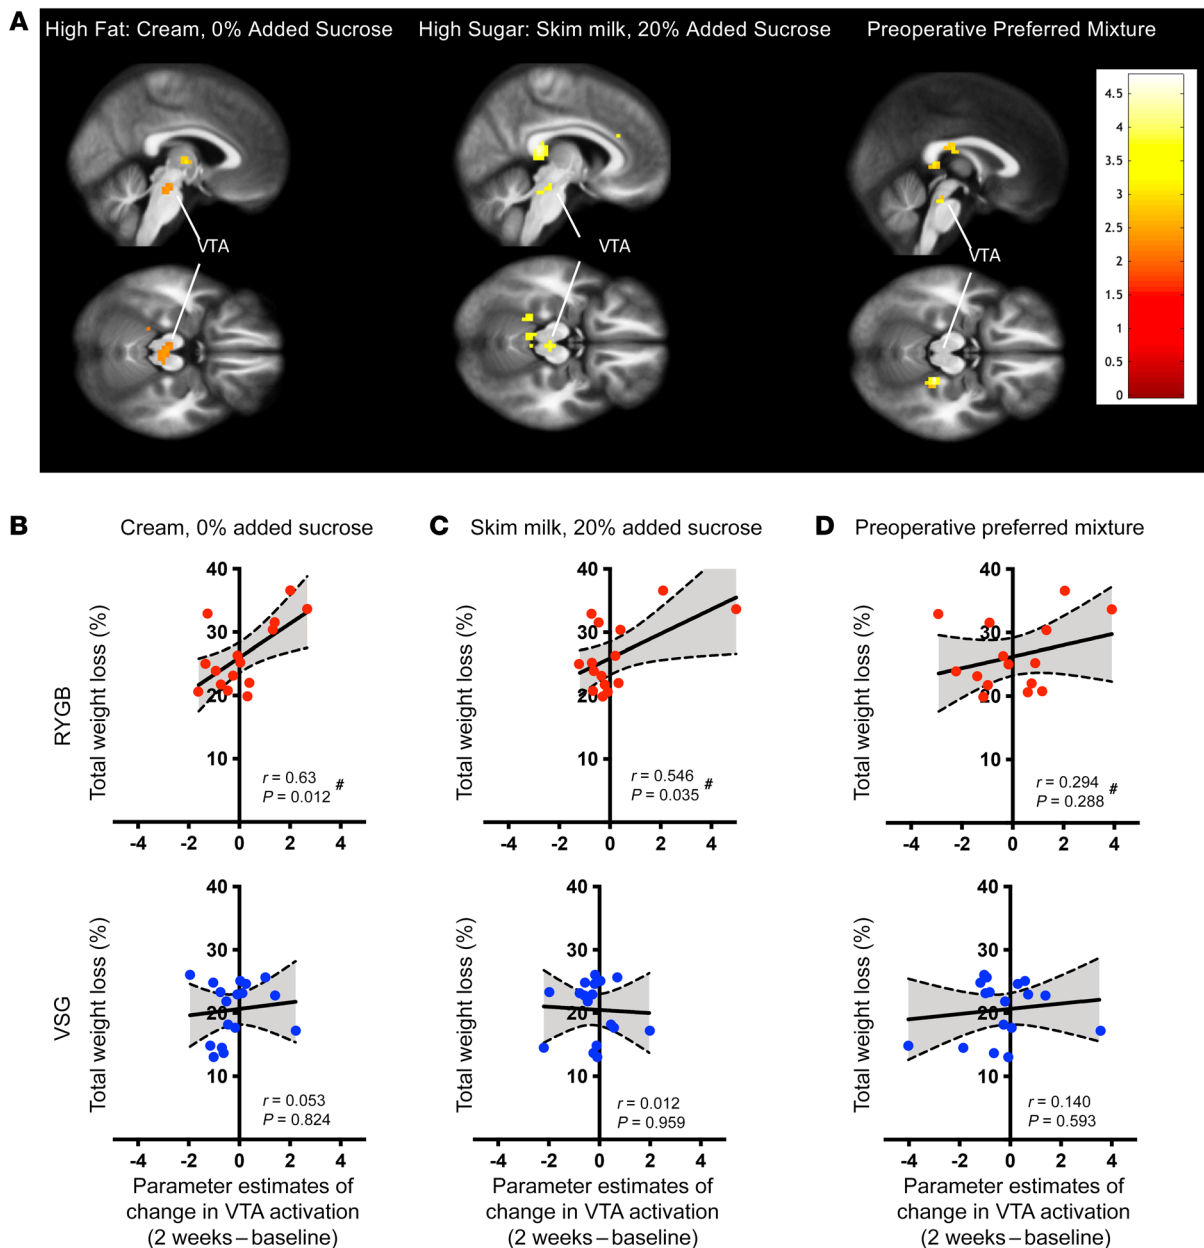 A
High Fat: Cream, 0% Added Sucrose
High Sugar: Skim milk, 20% Added Sucrose
Preoperative Preferred Mixture
VTA
VTA
VTA
4.5
4
3.5
3
2.5
2
1.5
1
0.5
0
B
Cream, 0% added sucrose
C
Skim milk, 20% added sucrose
D
Preoperative preferred mixture
RYGB
Total weight loss (%)
40
30
20
10
r = 0.63
P = 0.012
#
-4 -2 0 2 4
Total weight loss (%)
40
30
20
10
r = 0.546
P = 0.035
#
-4 -2 0 2 4
Total weight loss (%)
40
30
20
10
r = 0.294
P = 0.288
#
-4 -2 0 2 4
VSG
Total weight loss (%)
40
30
20
10
r = 0.053
P = 0.824
-4 -2 0 2 4
Parameter estimates of
change in VTA activation
(2 weeks – baseline)
Total weight loss (%)
40
30
20
10
r = 0.012
P = 0.959
-4 -2 0 2 4
Parameter estimates of
change in VTA activation
(2 weeks – baseline)
Total weight loss (%)
40
30
20
10
r = 0.140
P = 0.593
-4 -2 0 2 4
Parameter estimates of
change in VTA activation
(2 weeks – baseline)